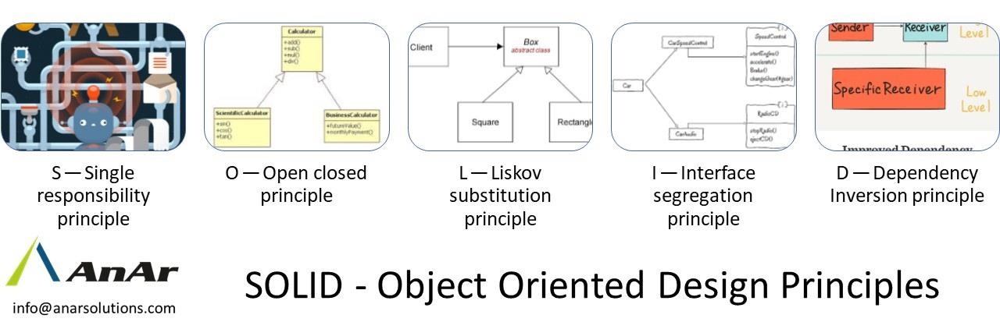 Calculator
+add()
+sub()
+mul()
+div()
ScientificCalculator
+sin()
+cos()
+tan()
BusinessCalculator
+futureValue()
+monthlyPayment()
Client
Box
abstract class
Square
Rectangl
Car
CarSpeedControl
SpeedControl
startEngine()
accelerate()
Brake()
changeGear(#gear)
CarAudio
RadioCD
stopRadio()
ejectCD()
Sender
Receiver
Level
SpecificReceiver
Low
Level
Improved Dependency
S — Single
responsibility
principle
O — Open closed
principle
L — Liskov
substitution
principle
I — Interface
segregation
principle
D — Dependency
Inversion principle
AnAr
info@anarsolutions.com
SOLID - Object Oriented Design Principles